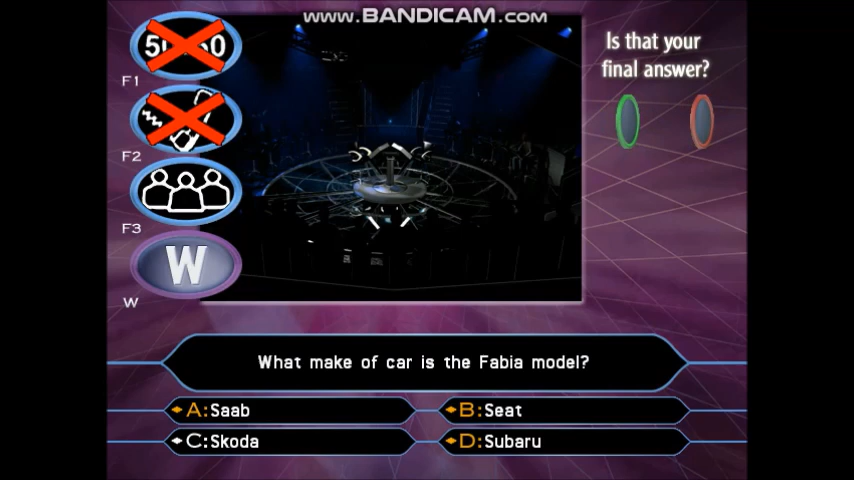 www.BANDICAM.com
Is that your
final answer?
F1
F2
F3
W
W
What make of car is the Fabia model?
A:Saab
B:Seat
C:Skoda
D:Subaru